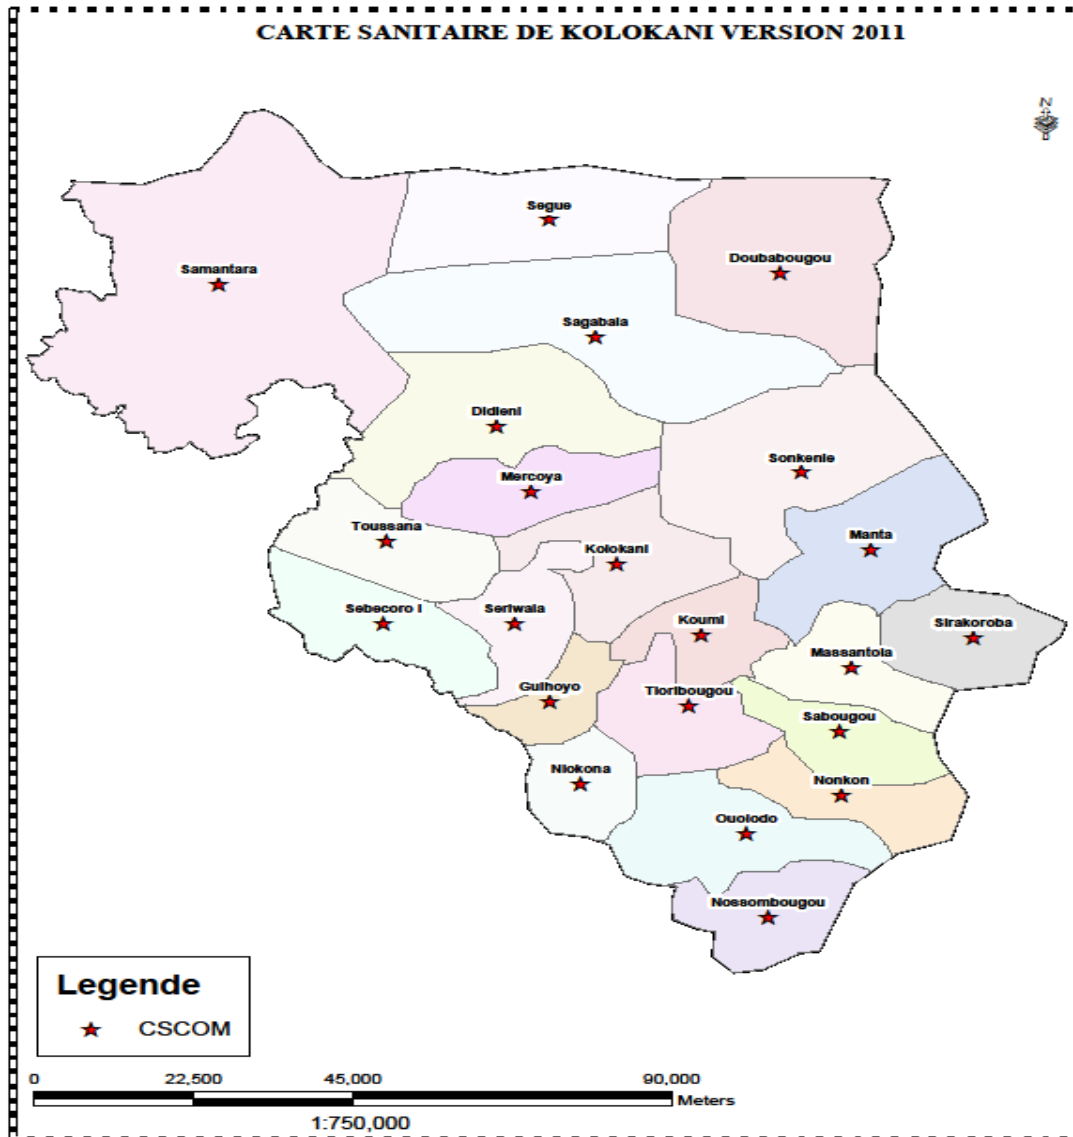 CARTE SANITAIRE DE KOLOKANI VERSION 2011
N
Segue
Doubabougou
Samantara
Sagabala
Didieni
Sonkenie
Mercoya
Toussana
Manta
Kolokani
Sebecoro I
Seriwala
Koumi
Sirakoroba
Massantola
Guihoyo
Tioribougou
Sabougou
Niokona
Nonkon
Ouolodo
Nossombougou
Legende
CSCOM
0 22,500 45,000 90,000
Meters
1:750,000